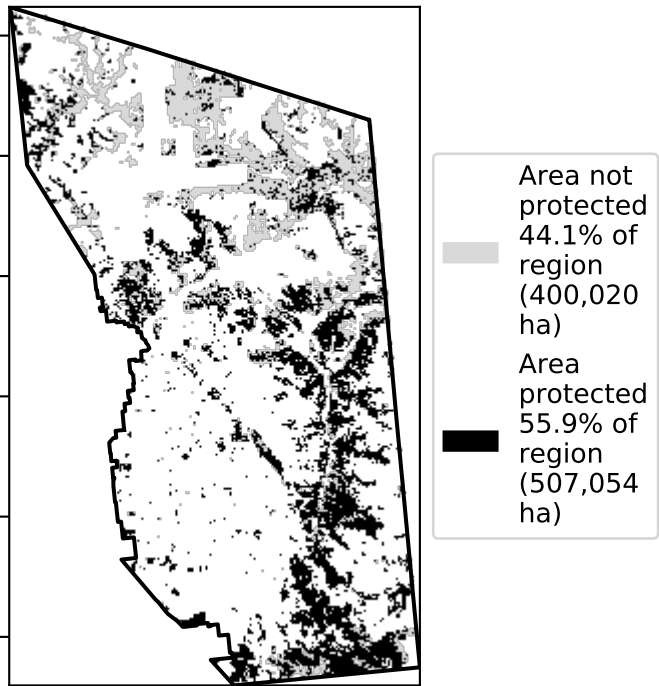 Area not
protected
44.1% of
region
(400,020
ha)
Area
protected
55.9% of
region
(507,054
ha)